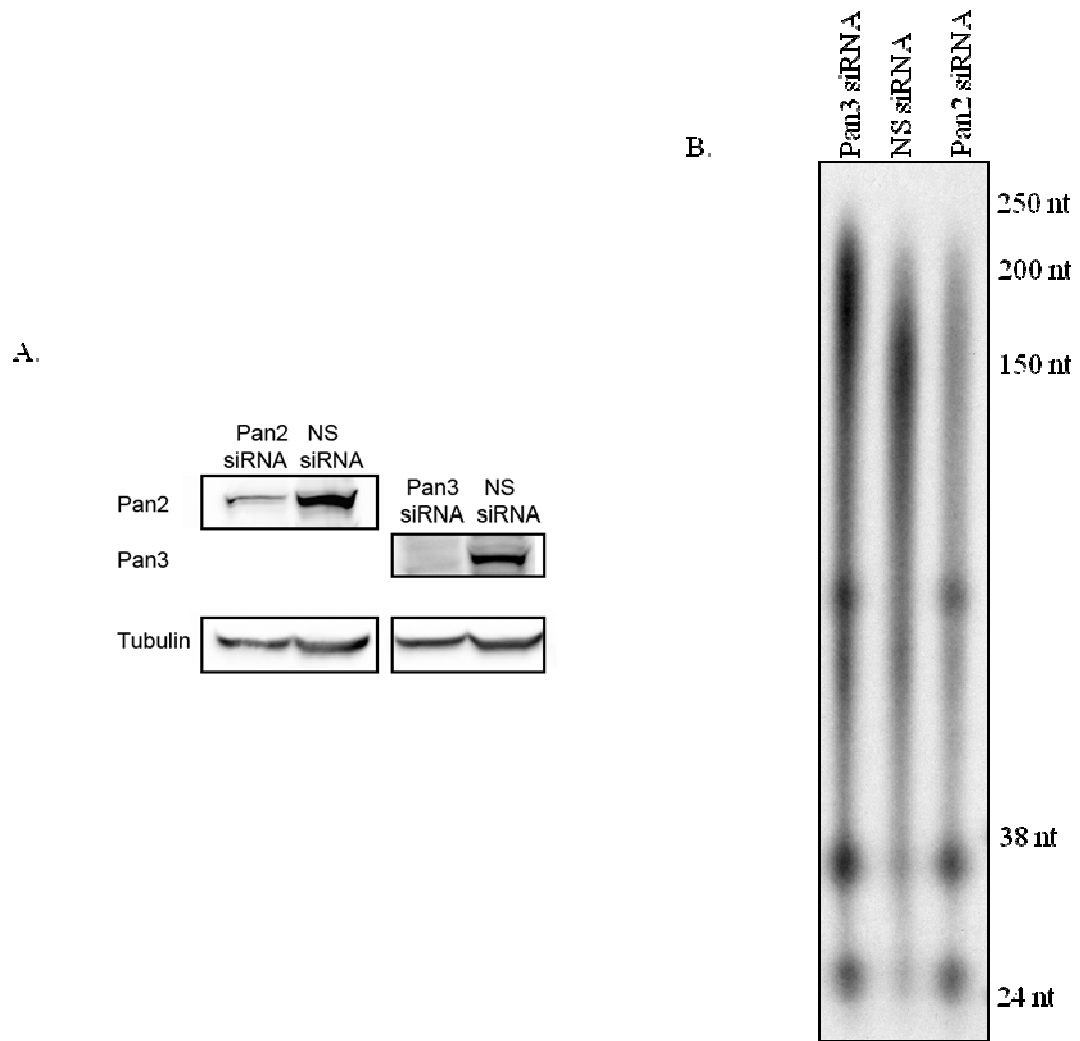 A.
Pan2 NS
siRNA siRNA
Pan3 NS
siRNA siRNA
Pan2
Pan3
Tubulin
B.
Pan3 siRNA
NS siRNA
Pan2 siRNA
250 nt
200 nt
150 nt
38 nt
24 nt